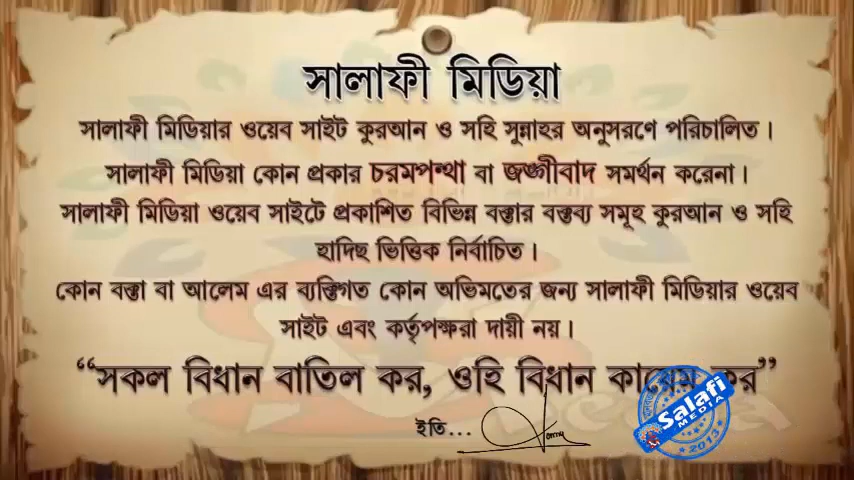 সালাফী মিডিয়া
সালাফী মিডিয়ার ওয়েব সাইট কুরআন ও সহি সুন্নাহর অনুসরণে পরিচালিত।
সালাফী মিডিয়া কোন প্রকার চরমপন্থা বা জঙ্গীবাদ সমর্থন করেনা।
সালাফী মিডিয়া ওয়েব সাইটে প্রকাশিত বিভিন্ন বক্তার বক্তব্য সমূহ কুরআন ও সহি
হাদিছ ভিত্তিক নির্বাচিত।
কোন বক্তা বা আলেম এর ব্যক্তিগত কোন অভিমতের জন্য সালাফী মিডিয়ার ওয়েব
সাইট এবং কর্তৃপক্ষরা দায়ী নয়।
“সকল বিধান বাতিল কর, ওহি বিধান কায়েম কর”
ইতি...
Salafi
MEDIA
2013